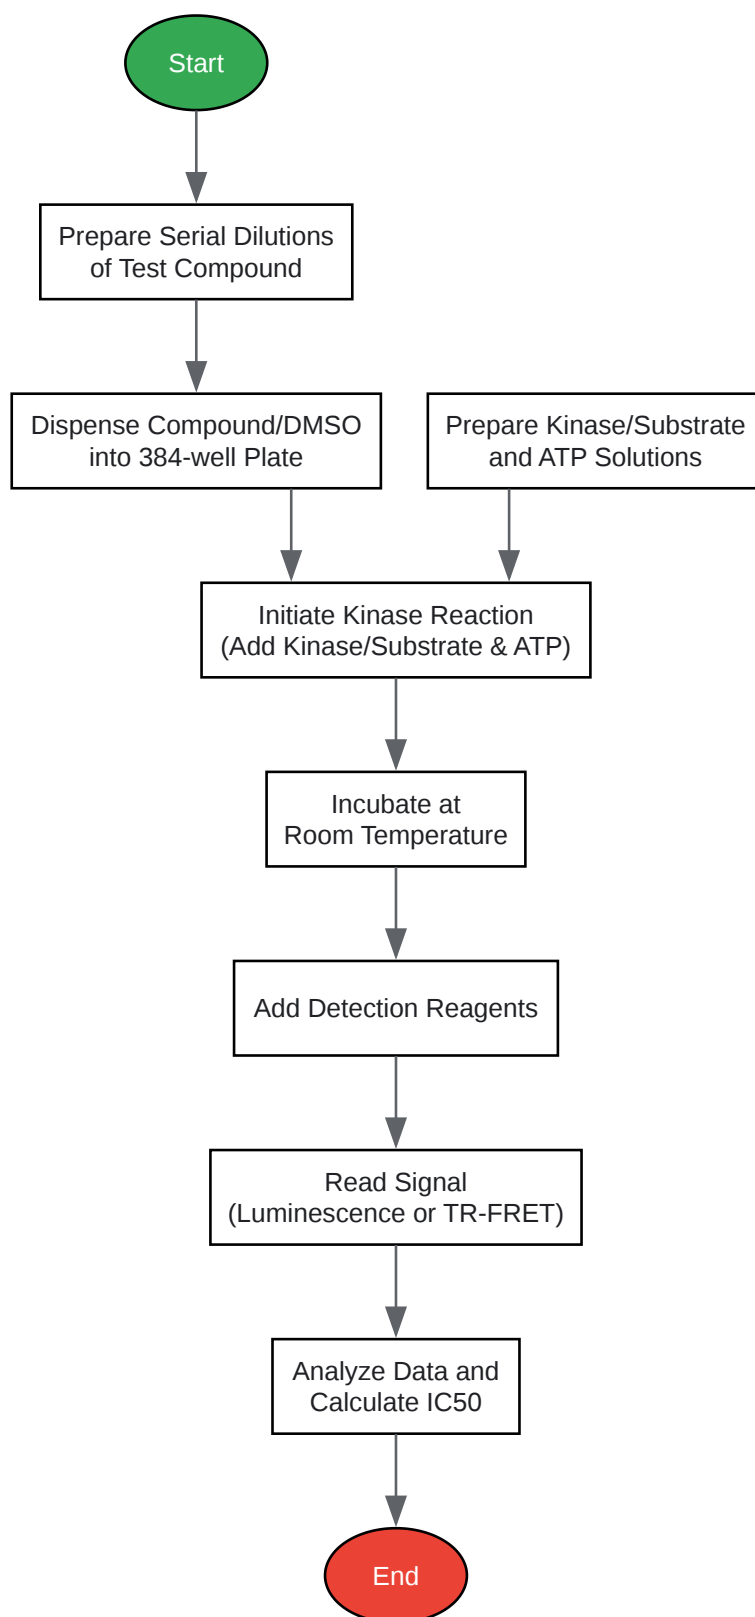 Start
Prepare Serial Dilutions
of Test Compound
Dispense Compound/DMSO
into 384-well Plate
Prepare Kinase/Substrate
and ATP Solutions
Initiate Kinase Reaction
(Add Kinase/Substrate & ATP)
Incubate at
Room Temperature
Add Detection Reagents
Read Signal
(Luminescence or TR-FRET)
Analyze Data and
Calculate IC50
End